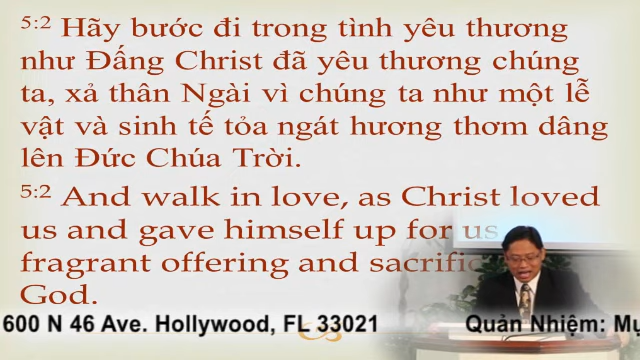 5:2 Hãy bước đi trong tình yêu thương
như Đấng Christ đã yêu thương chúng
ta, xả thân Ngài vì chúng ta như một lễ
vật và sinh tế tỏa ngát hương thơm dâng
lên Đức Chúa Trời.
5:2 And walk in love, as Christ loved
us and gave himself up for us
fragrant offering and sacrific
God.
600 N 46 Ave. Hollywood, FL 33021 Quản Nhiệm: Mụ